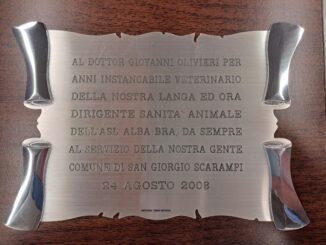 AL DOTTOR GIOVANNI OLIVIERI PER
ANNI INSTANCABILE VETERINARIO
DELLA NOSTRA LANGA ED ORA
DIRIGENTE SANITA' ANIMALE
DELL'ASL ALBA BRA, DA SEMPRE
AL SERVIZIO DELLA NOSTRA GENTE
COMUNE DI SAN GIORGIO SCARAMPI
24 AGOSTO 2008